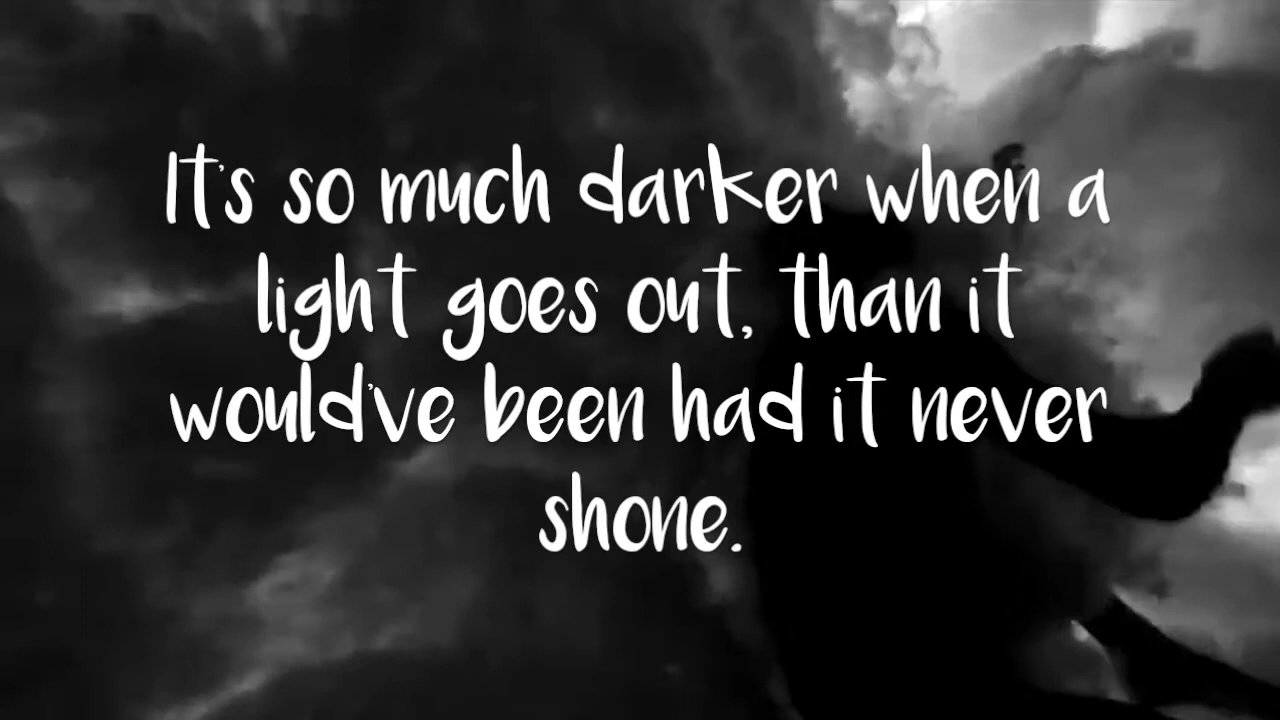 It's so much darker when a
light goes out, than it
would've been had it never
shone.